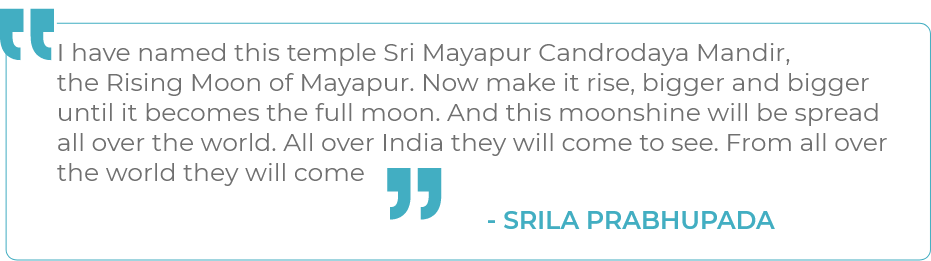 I have named this temple Sri Mayapur Candrodaya Mandir,
the Rising Moon of Mayapur. Now make it rise, bigger and bigger
until it becomes the full moon. And this moonshine will be spread
all over the world. All over India they will come to see. From all over
the world they will come
- SRILA PRABHUPADA